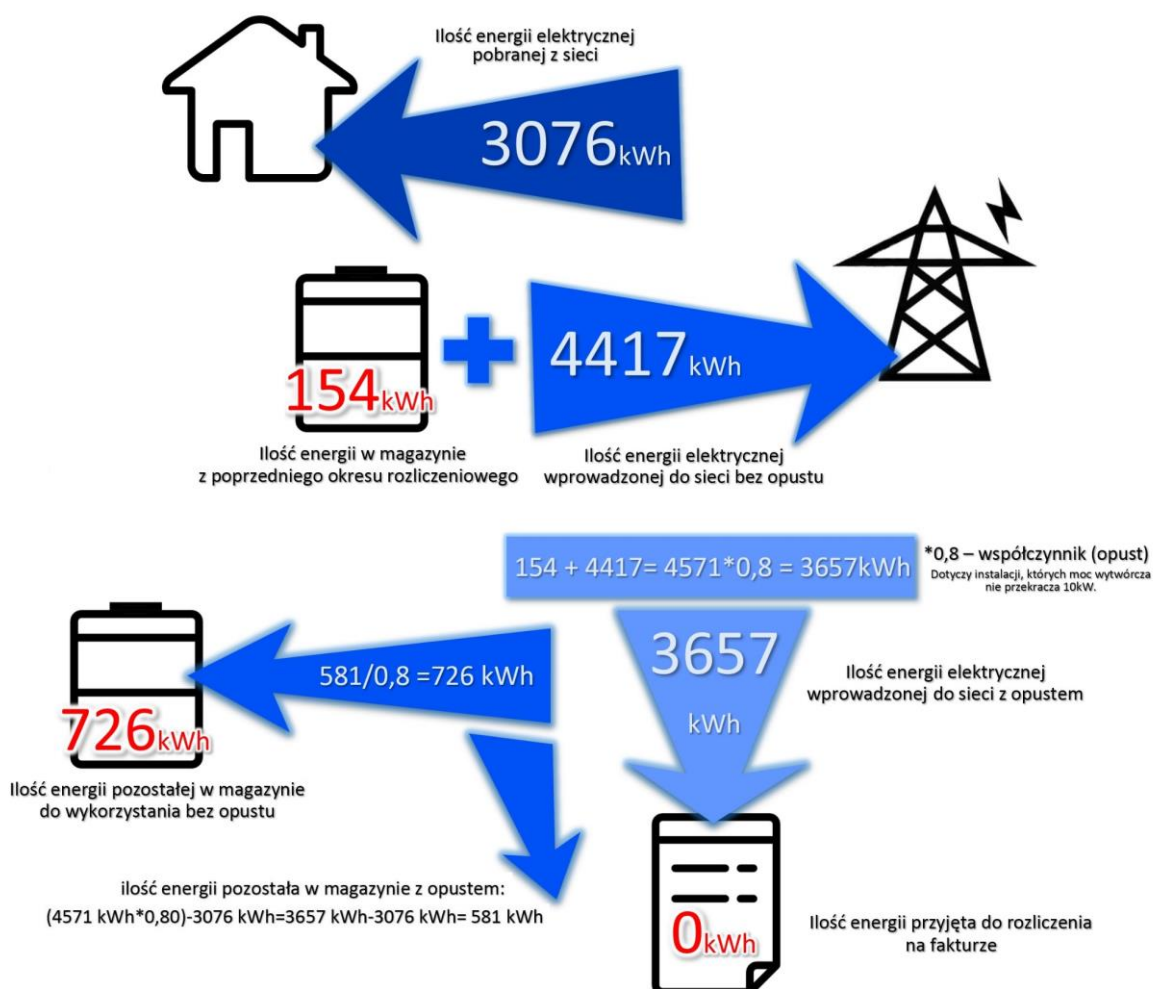 Ilość energii elektrycznej
pobranej z sieci
3076kWh
154kWh
4417kWh
Ilość energii w magazynie
z poprzedniego okresu rozliczeniowego
Ilość energii elektrycznej
wprowadzonej do sieci bez opustu
154 + 4417= 4571*0,8 = 3657kWh
*0,8 – współczynnik (opust)
Dotyczy instalacji, których moc wytwórcza
nie przekracza 10kW.
3657
kWh
Ilość energii elektrycznej
wprowadzonej do sieci z opustem
581/0,8 =726 kWh
726kWh
Ilość energii pozostałej w magazynie
do wykorzystania bez opustu
ilość energii pozostała w magazynie z opustem:
(4571 kWh*0,80)-3076 kWh=3657 kWh-3076 kWh= 581 kWh
0kWh
Ilość energii przyjęta do rozliczenia
na fakturze